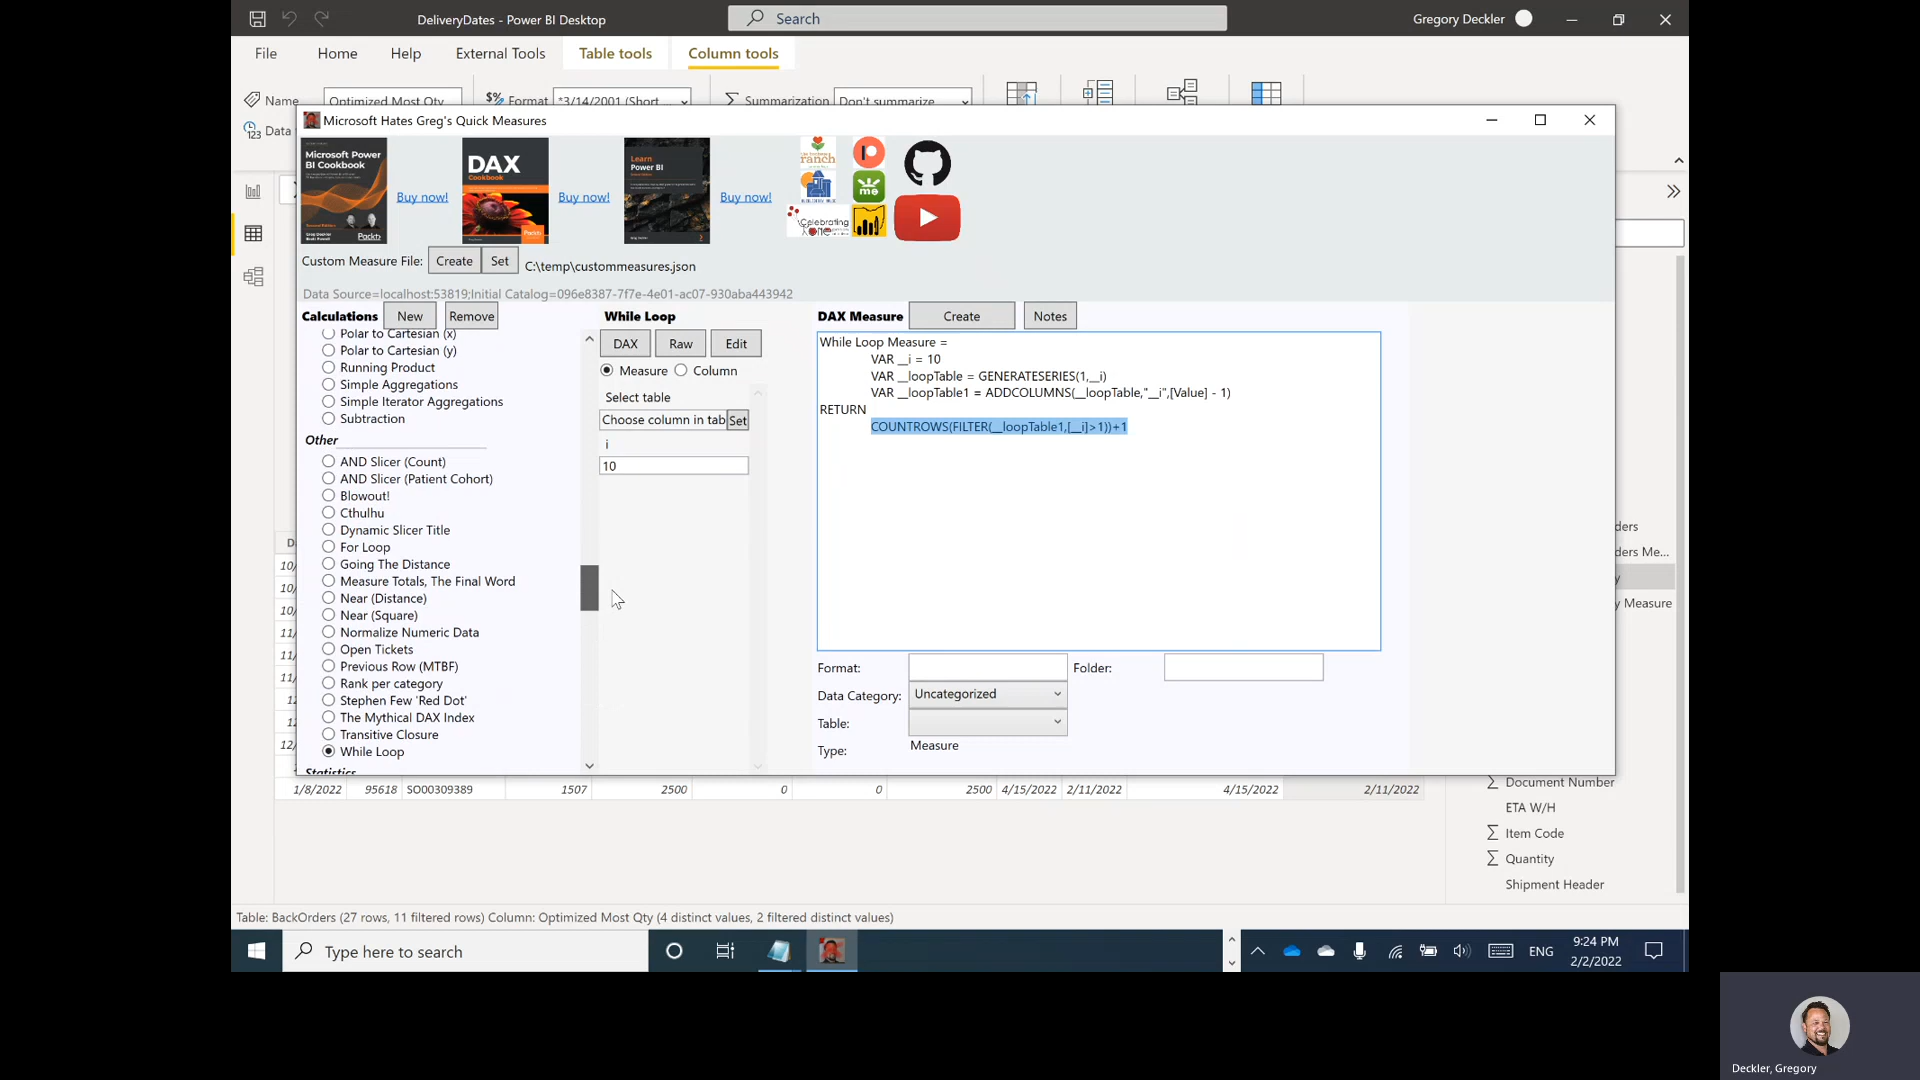 DeliveryDates - Power BI Desktop
Search
Gregory Deckler
File
Home
Help
External Tools
Table tools
Column tools
Name
Optimized Most Qty
$% Format
*3/14/2001 (Short
Summarization
Don't summarize
Data
Microsoft Hates Greg's Quick Measures
Microsoft Power
BI Cookbook
Packt
Buy now!
DAX
Cookbook
Buy now!
Learn
Power BI
Buy now!
ranch
me
Celebrating
One
Custom Measure File:
Create
Set
C:\temp\custommeasures.json
Data Source=localhost:53819;Initial Catalog=096e8387-7f7e-4e01-ac07-930aba443942
Calculations
New
Remove
Polar to Cartesian (x)
Polar to Cartesian (y)
Running Product
Simple Aggregations
Simple Iterator Aggregations
Subtraction
Other
AND Slicer (Count)
AND Slicer (Patient Cohort)
Blowout!
Cthulhu
Dynamic Slicer Title
For Loop
Going The Distance
Measure Totals, The Final Word
Near (Distance)
Near (Square)
Normalize Numeric Data
Open Tickets
Previous Row (MTBF)
Rank per category
Stephen Few 'Red Dot'
The Mythical DAX Index
Transitive Closure
While Loop
Statistics
While Loop
DAX
Raw
Edit
Measure
Column
Select table
Choose column in tab
Set
i
10
DAX Measure
Create
Notes
While Loop Measure =
VAR __i = 10
VAR __loopTable = GENERATESERIES(1,__i)
VAR __loopTable1 = ADDCOLUMNS(__loopTable,"__i",[Value] - 1)
RETURN
COUNTROWS(FILTER(__loopTable1,[__i]>1))+1
Format:
Folder:
Data Category:
Uncategorized
Table:
Type:
Measure
ders
ders Me...
y
y Measure
1/8/2022 95618 SO00309389 1507 2500 0 0 2500 4/15/2022 2/11/2022 4/15/2022 2/11/2022
Document Number
ETA W/H
Item Code
Quantity
Shipment Header
Table: BackOrders (27 rows, 11 filtered rows) Column: Optimized Most Qty (4 distinct values, 2 filtered distinct values)
Type here to search
ENG
9:24 PM
2/2/2022
Deckler, Gregory